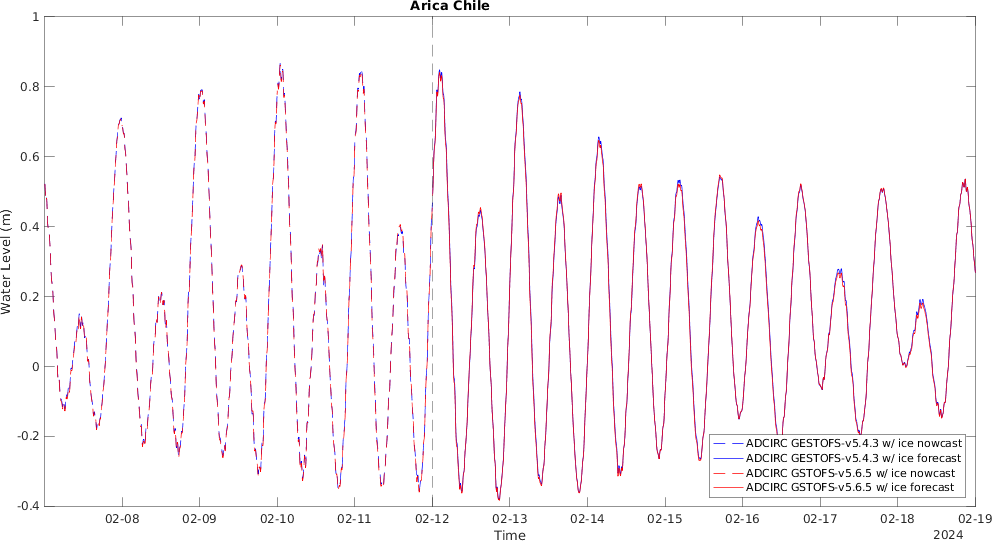 Arica Chile
1
0.8
0.6
0.4
0.2
0
-0.2
-0.4
Water Level (m)
02-08 02-09 02-10 02-11 02-12 02-13 02-14 02-15 02-16 02-17 02-18 02-19
Time
2024
ADCIRC GESTOFS-v5.4.3 w/ ice nowcast
ADCIRC GESTOFS-v5.4.3 w/ ice forecast
ADCIRC GSTOFS-v5.6.5 w/ ice nowcast
ADCIRC GSTOFS-v5.6.5 w/ ice forecast